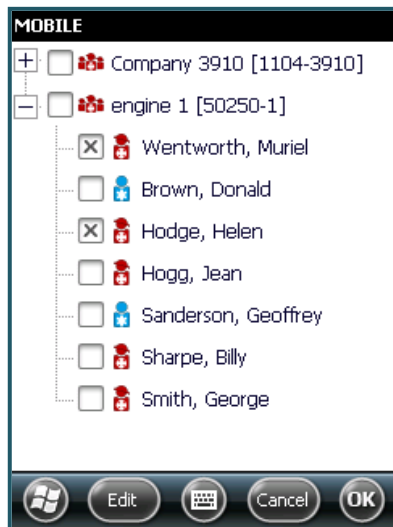 MOBILE
Company 3910 [1104-3910]
engine 1 [50250-1]
Wentworth, Muriel
Brown, Donald
Hodge, Helen
Hogg, Jean
Sanderson, Geoffrey
Sharpe, Billy
Smith, George
Edit Cancel OK